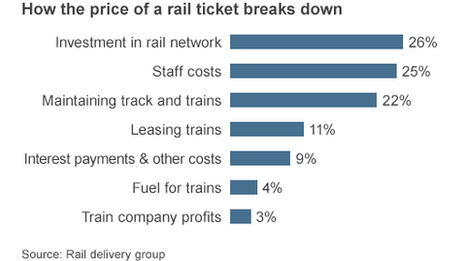 How the price of a rail ticket breaks down
Investment in rail network 26%
Staff costs 25%
Maintaining track and trains 22%
Leasing trains 11%
Interest payments & other costs 9%
Fuel for trains 4%
Train company profits 3%
Source: Rail delivery group